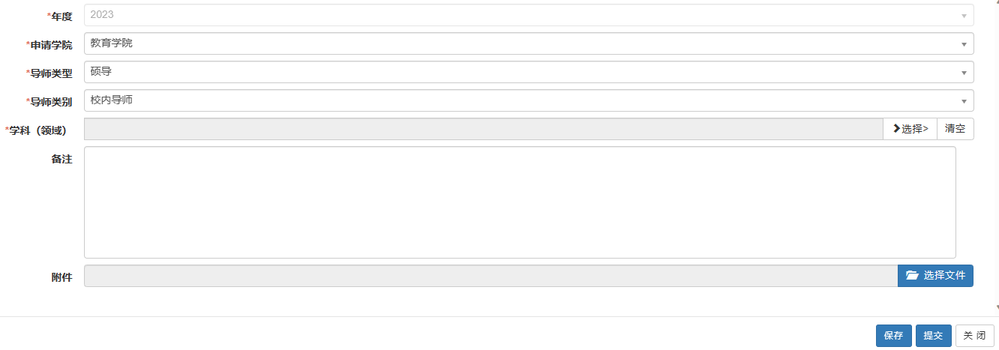 *年度 2023
*申请学院 教育学院
*导师类型 硕导
*导师类别 校内导师
*学科（领域） 选择> 清空
备注
附件 选择文件
保存 提交 关 闭